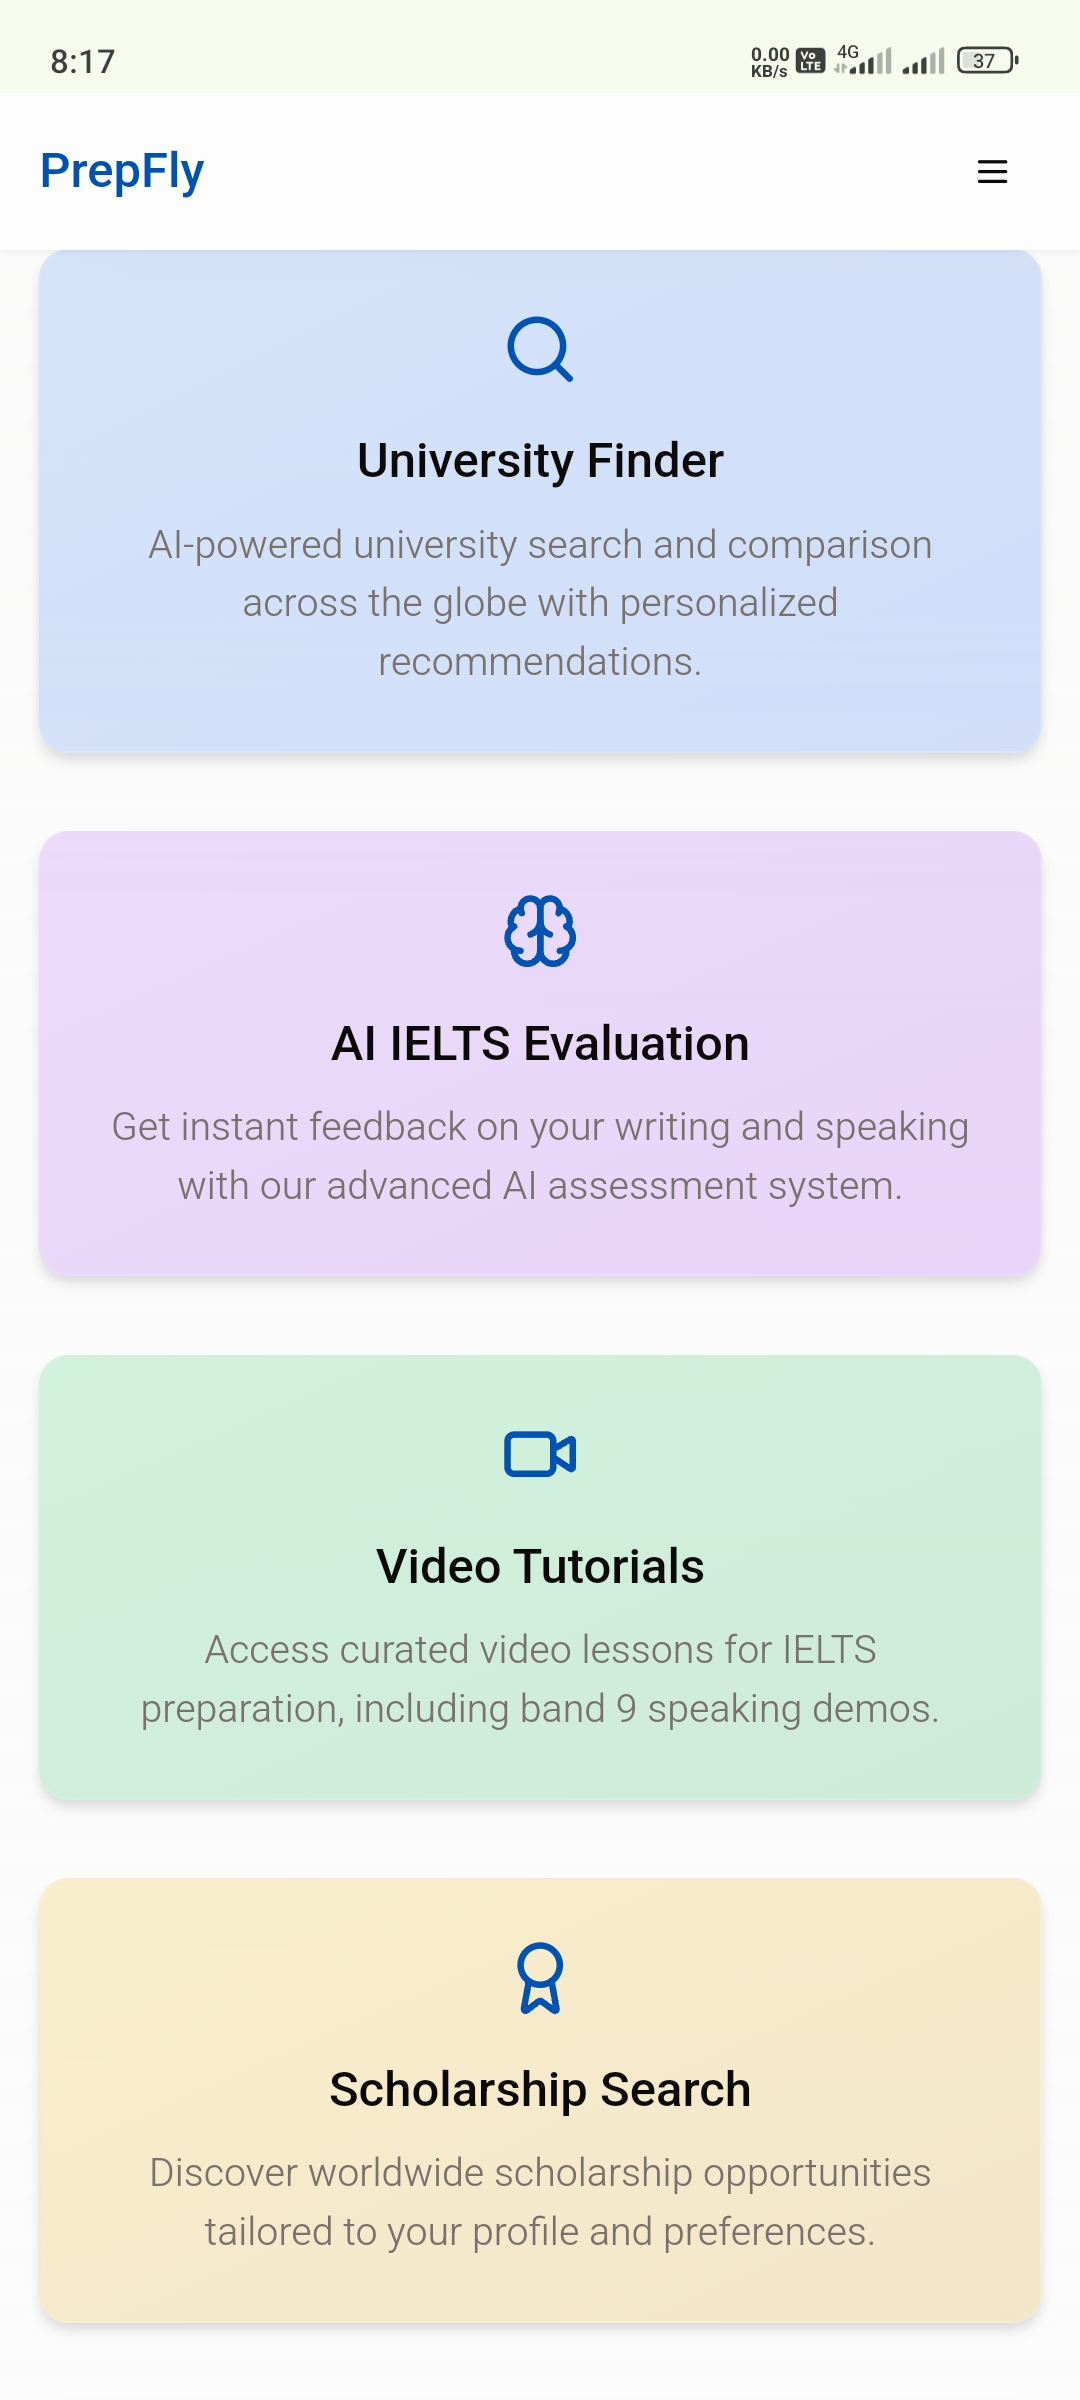 8:17
0.00
KB/s
Vo
LTE
4G
37
PrepFly
University Finder
AI-powered university search and comparison
across the globe with personalized
recommendations.
AI IELTS Evaluation
Get instant feedback on your writing and speaking
with our advanced AI assessment system.
Video Tutorials
Access curated video lessons for IELTS
preparation, including band 9 speaking demos.
Scholarship Search
Discover worldwide scholarship opportunities
tailored to your profile and preferences.